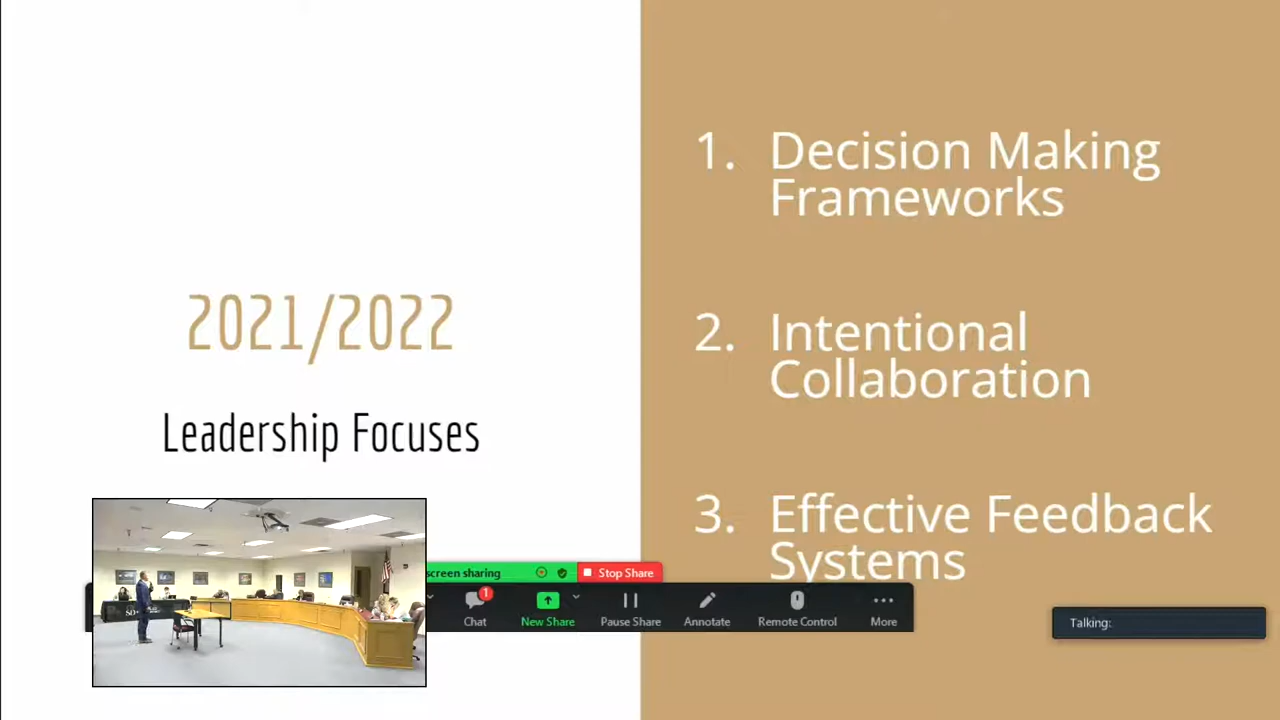 2021/2022
Leadership Focuses
1. Decision Making
Frameworks
2. Intentional
Collaboration
3. Effective Feedback
Systems
screen sharing
Stop Share
1
Chat
New Share
Pause Share
Annotate
Remote Control
More
Talking: